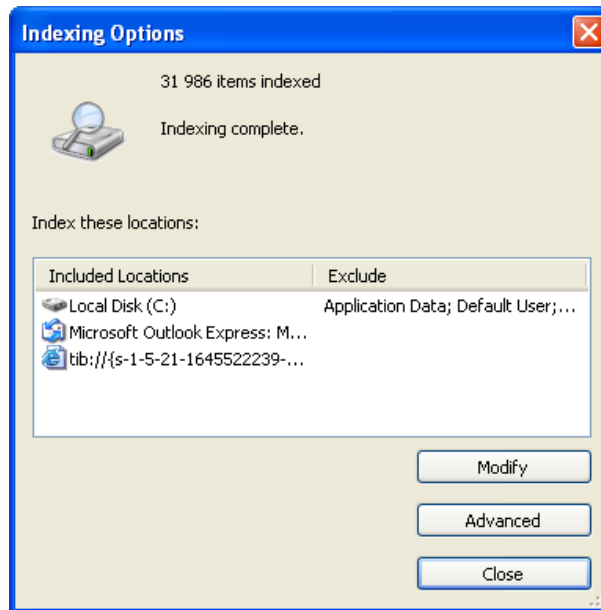 Indexing Options
31 986 items indexed
Indexing complete.
Index these locations:
Included Locations Exclude
Local Disk (C:) Application Data; Default User;...
Microsoft Outlook Express: M...
tib://{s-1-5-21-1645522239-...
Modify
Advanced
Close